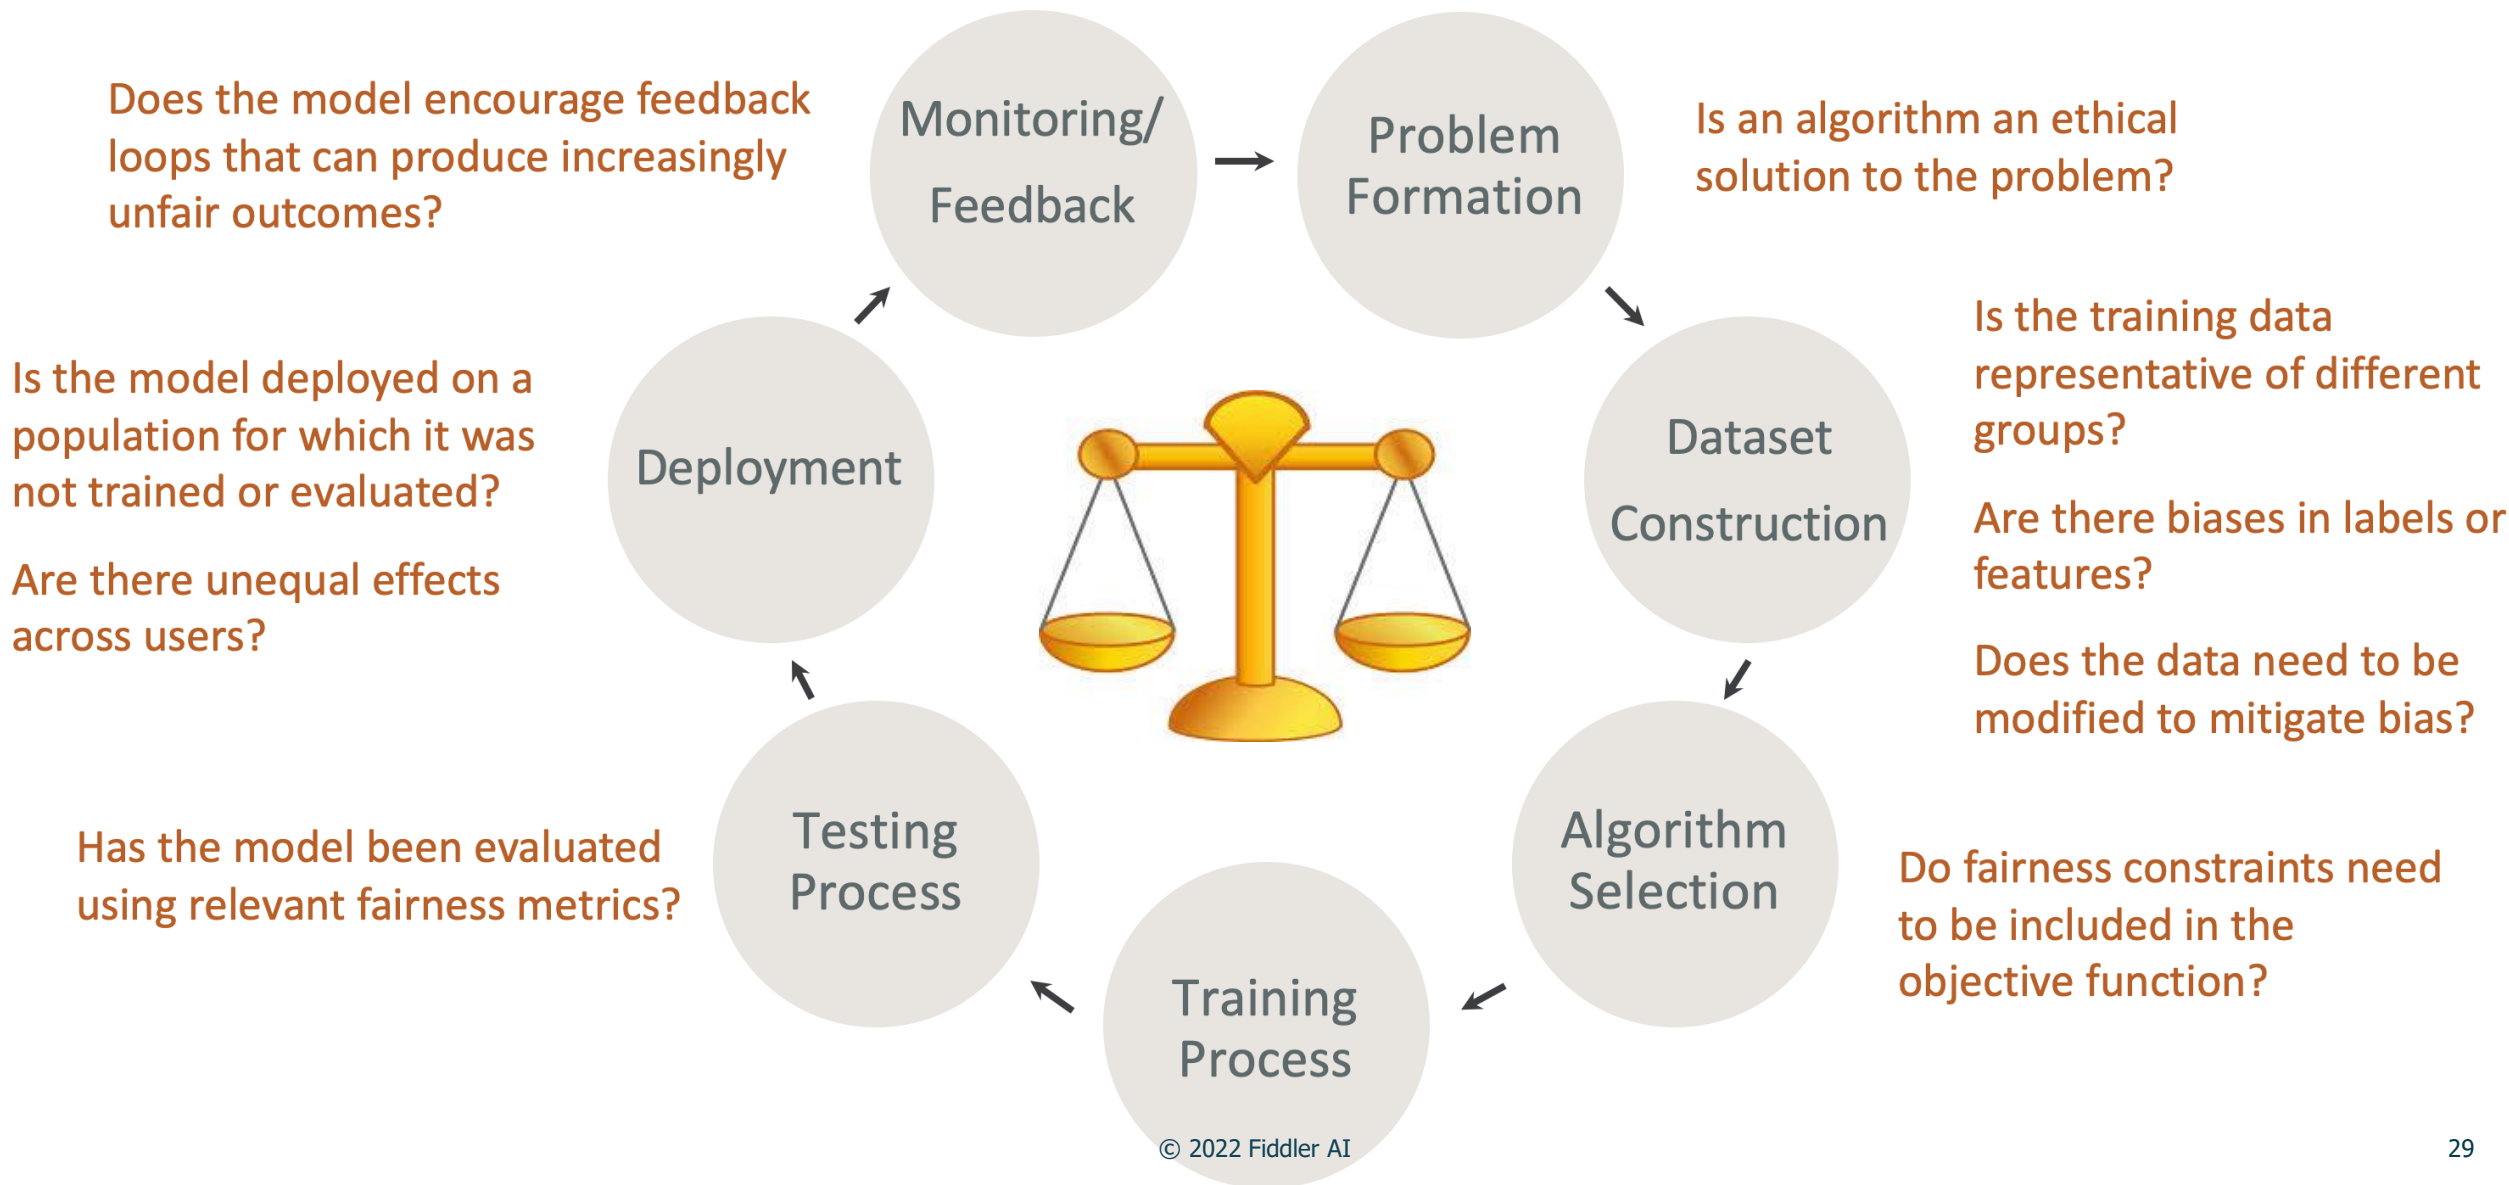 Monitoring/
Feedback
Problem
Formation
Is an algorithm an ethical
solution to the problem?
Dataset
Construction
Is the training data
representative of different
groups?
Are there biases in labels or
features?
Does the data need to be
modified to mitigate bias?
Algorithm
Selection
Do fairness constraints need
to be included in the
objective function?
Training
Process
Testing
Process
Has the model been evaluated
using relevant fairness metrics?
Deployment
Is the model deployed on a
population for which it was
not trained or evaluated?
Are there unequal effects
across users?
Does the model encourage feedback
loops that can produce increasingly
unfair outcomes?
© 2022 Fiddler AI
29